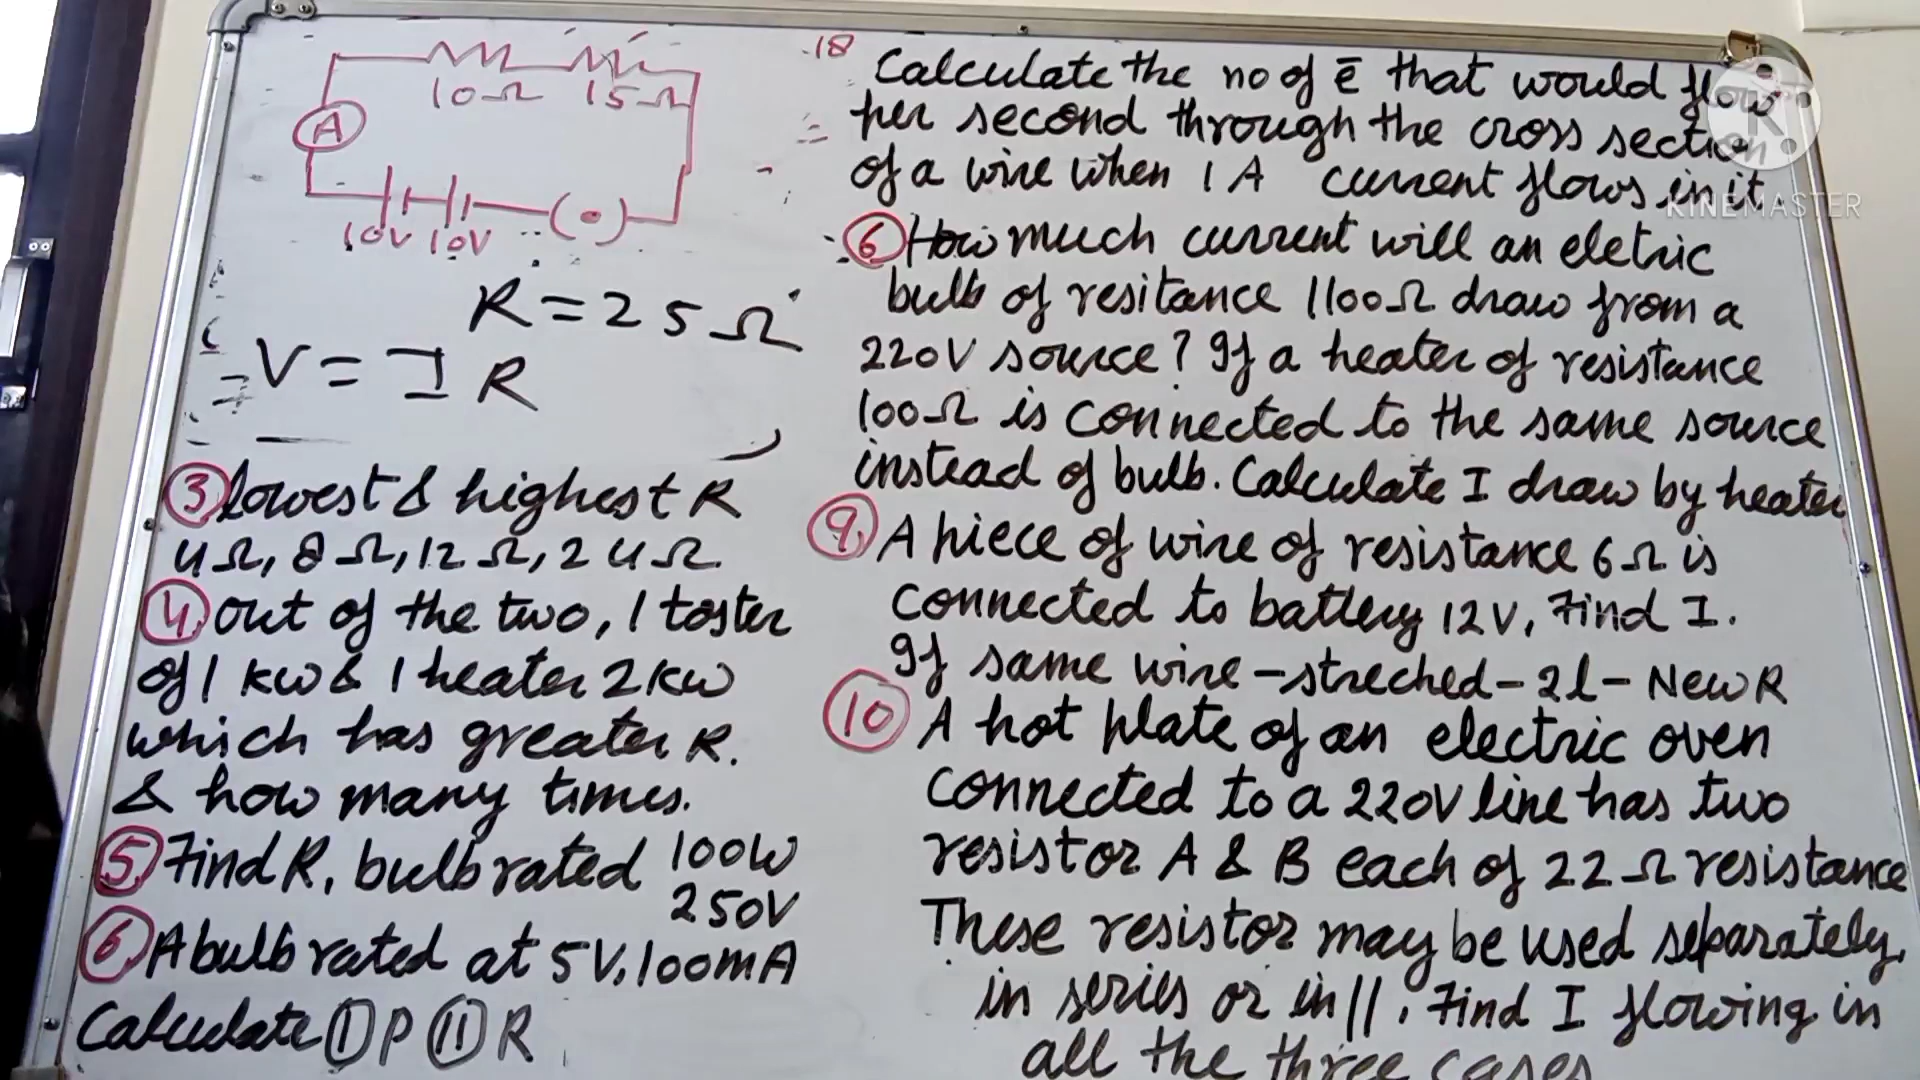 10Ω 15Ω
A
10V 10V
R = 25Ω
V = I R
③ lowest & highest R
4Ω, 8Ω, 12Ω, 24Ω.
④ out of the two, 1 toster
of 1 kw & 1 heater 2kw
which has greater R.
& how many times.
⑤ Find R, bulb rated 100W
250V
⑥ A bulb rated at 5V, 100mA
Calculate Ⓘ P ⒾⒾ R
18
Calculate the no of ē that would flow
per second through the cross section
of a wire when 1 A current flows in it.
KINEMASTER
⑥ How much current will an eletric
bulb of resitance 1100Ω draw from a
220V source? If a heater of resistance
100Ω is connected to the same source
instead of bulb. Calculate I draw by heater
⑨ A piece of wire of resistance 6Ω is
connected to battery 12V, Find I.
If same wire - streched - 2l - New R
⑩ A hot plate of an electric oven
connected to a 220V line has two
resistor A & B each of 22Ω resistance
These resistor may be used separately,
in series or in ||, Find I flowing in
all the three cases